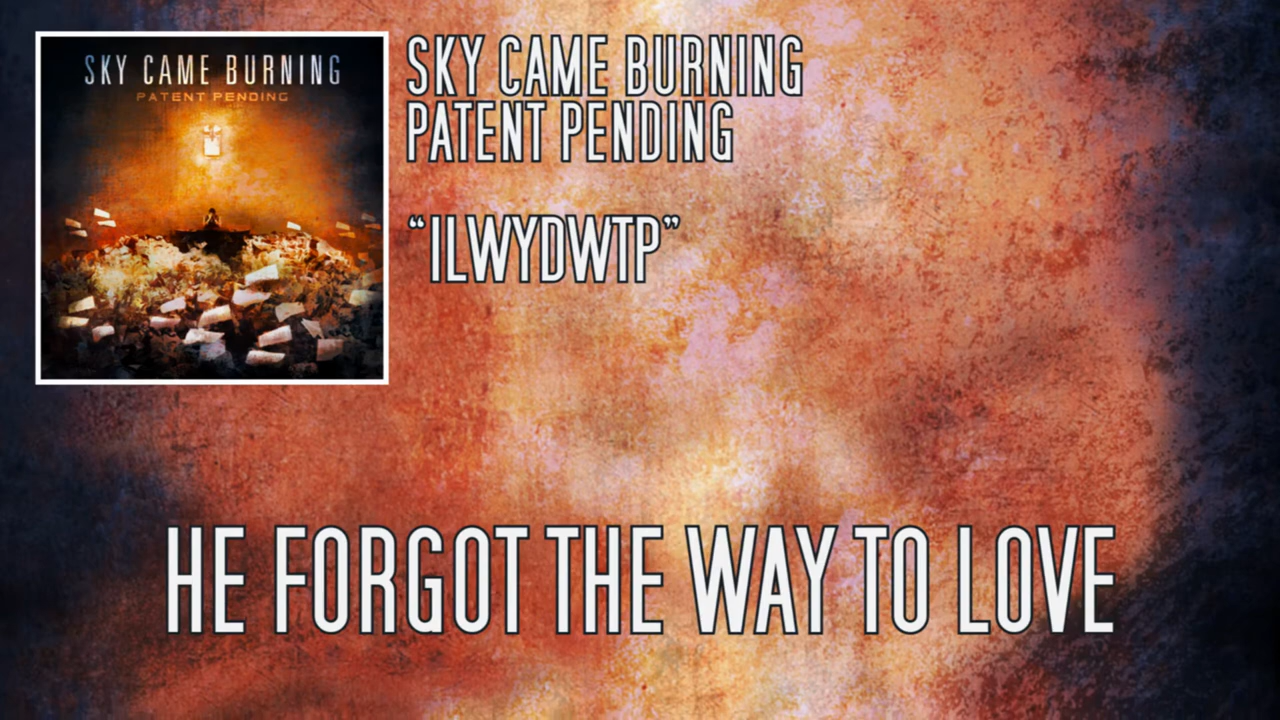 SKY CAME BURNING
PATENT PENDING
SKY CAME BURNING
PATENT PENDING
“ILWYDWTP”
HE FORGOT THE WAY TO LOVE